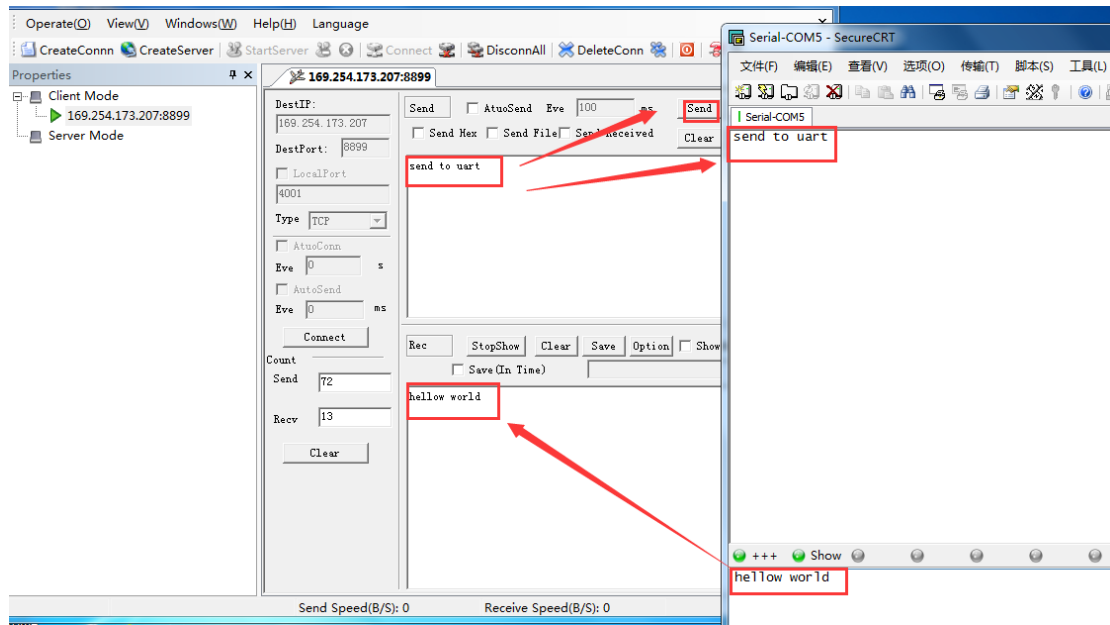 Operate(O) View(V) Windows(W) Help(H) Language
CreateConnn CreateServer StartServer Connect DisconnAll DeleteConn
Properties
Client Mode
169.254.173.207:8899
Server Mode
169.254.173.207:8899
DestIP:
169.254.173.207
DestPort: 8899
LocalPort
4001
Type TCP
AtuoConn
Eve 0 s
AutoSend
Eve 0 ms
Connect
Count
Send 72
Recv 13
Clear
Send AtuoSend Eve 100 ms Send
Send Hex Send File Send Received Clear
send to uart
Rec StopShow Clear Save Option Show
Save(In Time)
hellow world
Send Speed(B/S): 0 Receive Speed(B/S): 0
Serial-COM5 - SecureCRT
文件(F) 编辑(E) 查看(V) 选项(O) 传输(T) 脚本(S) 工具(L)
Serial-COM5
send to uart
+++ Show
hellow world